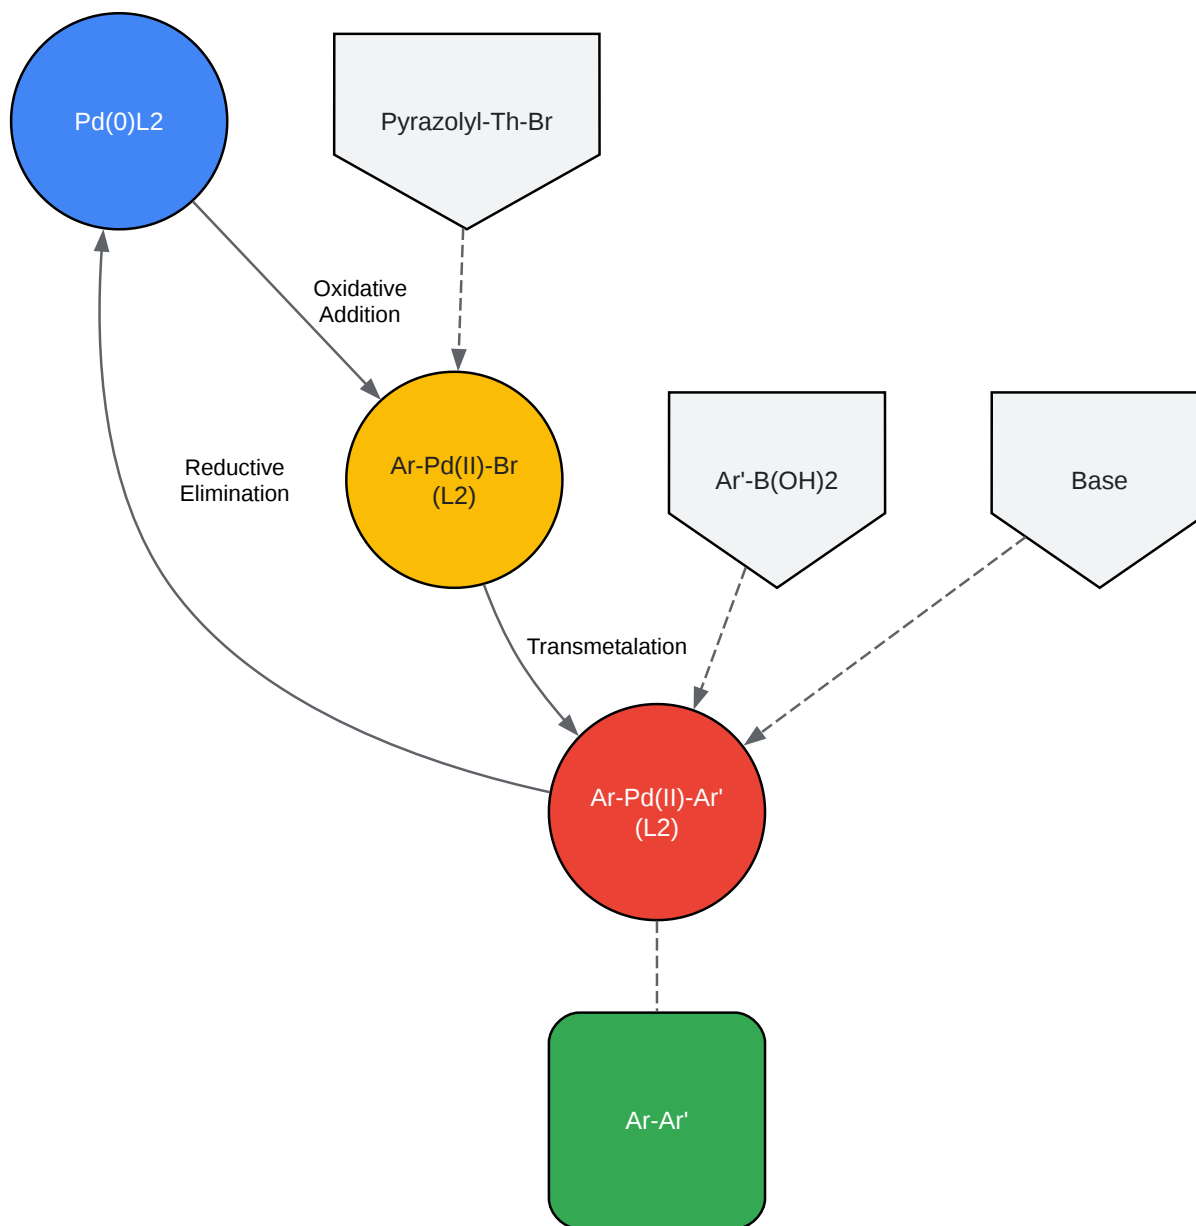 Pd(0)L2
Pyrazolyl-Th-Br
Oxidative
Addition
Reductive
Elimination
Ar-Pd(II)-Br
(L2)
Ar'-B(OH)2
Base
Transmetalation
Ar-Pd(II)-Ar'
(L2)
Ar-Ar'